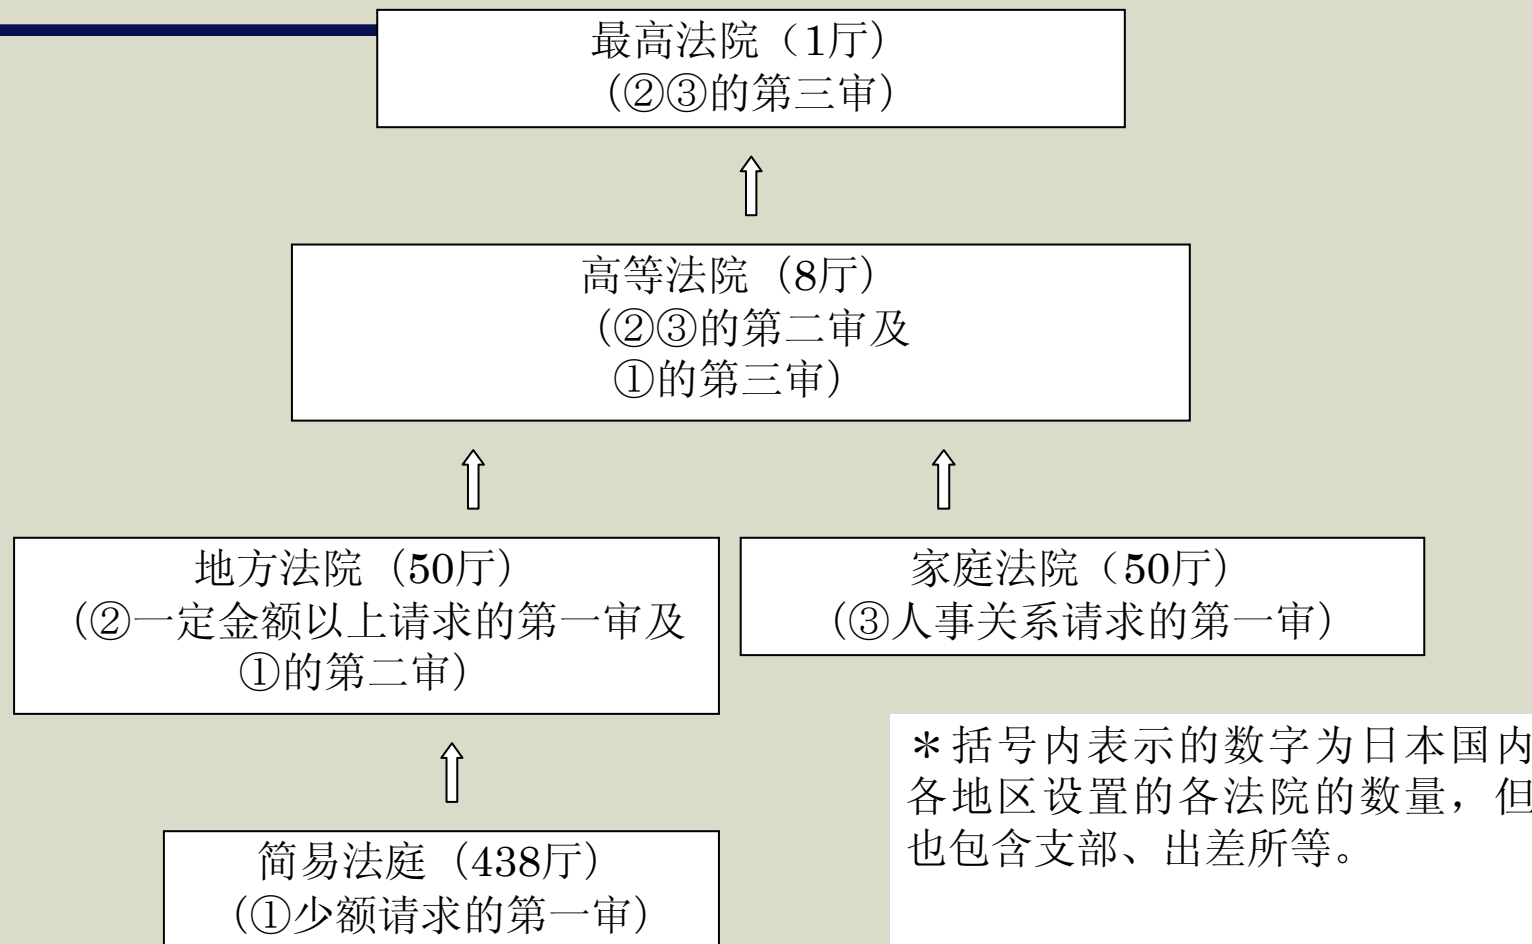 最高法院（1厅）
（②③的第三审）
高等法院（8厅）
（②③的第二审及
①的第三审）
地方法院（50厅）
（②一定金额以上请求的第一审及
①的第二审）
家庭法院（50厅）
（③人事关系请求的第一审）
＊括号内表示的数字为日本国内
各地区设置的各法院的数量，但
也包含支部、出差所等。
简易法庭（438厅）
（①少额请求的第一审）